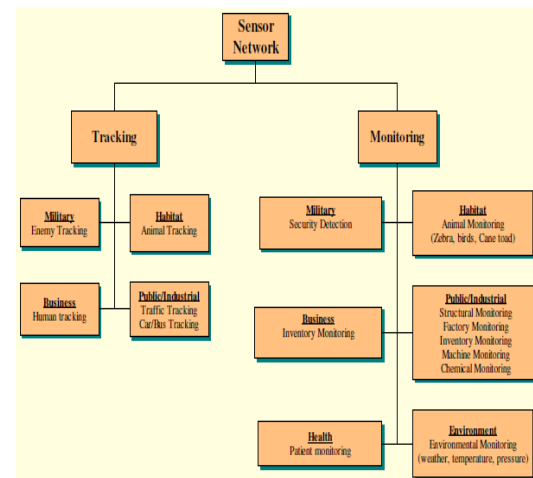 Sensor
Network
Tracking
Monitoring
Military
Enemy Tracking
Habitat
Animal Tracking
Business
Human tracking
Public/Industrial
Traffic Tracking
Car/Bus Tracking
Military
Security Detection
Habitat
Animal Monitoring
(Zebra, birds, Cane toad)
Business
Inventory Monitoring
Public/Industrial
Structural Monitoring
Factory Monitoring
Inventory Monitoring
Machine Monitoring
Chemical Monitoring
Health
Patient monitoring
Environment
Environmental Monitoring
(weather, temperature, pressure)